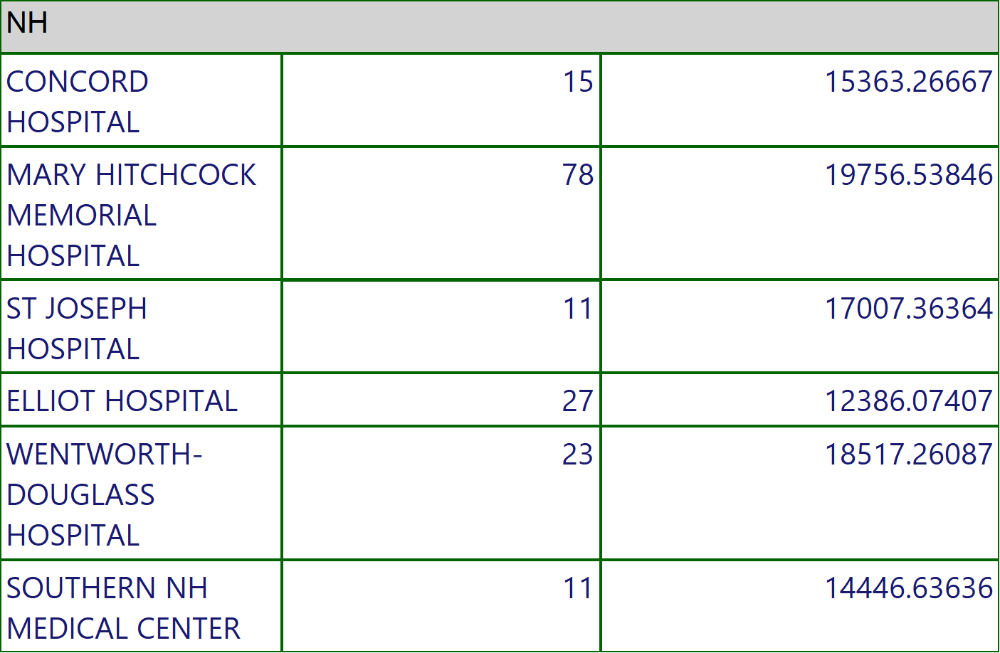 NH
CONCORD 15 15363.26667
HOSPITAL
MARY HITCHCOCK 78 19756.53846
MEMORIAL
HOSPITAL
ST JOSEPH 11 17007.36364
HOSPITAL
ELLIOT HOSPITAL 27 12386.07407
WENTWORTH- 23 18517.26087
DOUGLASS
HOSPITAL
SOUTHERN NH 11 14446.63636
MEDICAL CENTER